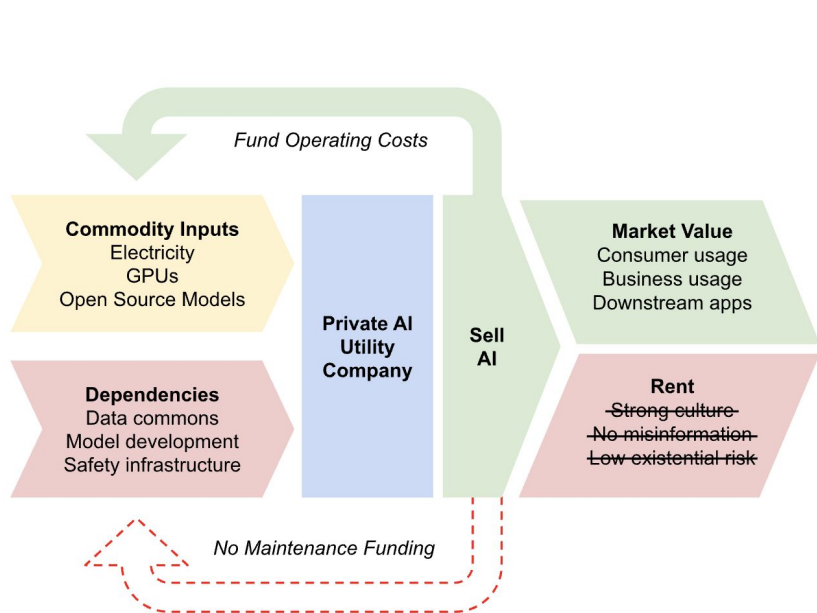 Fund Operating Costs
Commodity Inputs
Electricity
GPUs
Open Source Models
Dependencies
Data commons
Model development
Safety infrastructure
Private AI
Utility
Company
Sell
AI
Market Value
Consumer usage
Business usage
Downstream apps
Rent
Strong culture
No misinformation
Low existential risk
No Maintenance Funding